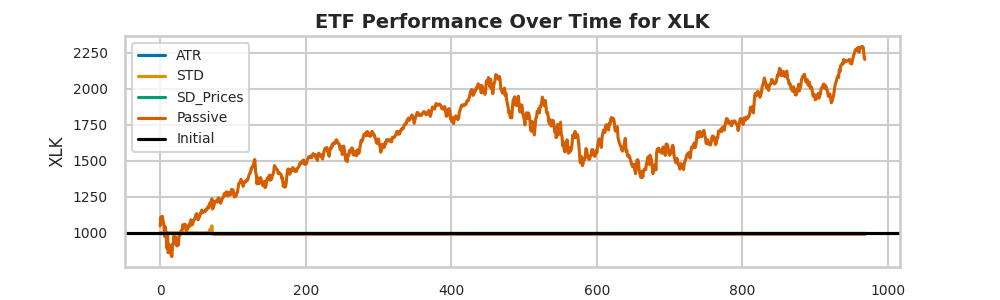 ETF Performance Over Time for XLK
XLK
2250
2000
1750
1500
1250
1000
ATR
STD
SD_Prices
Passive
Initial
0 200 400 600 800 1000